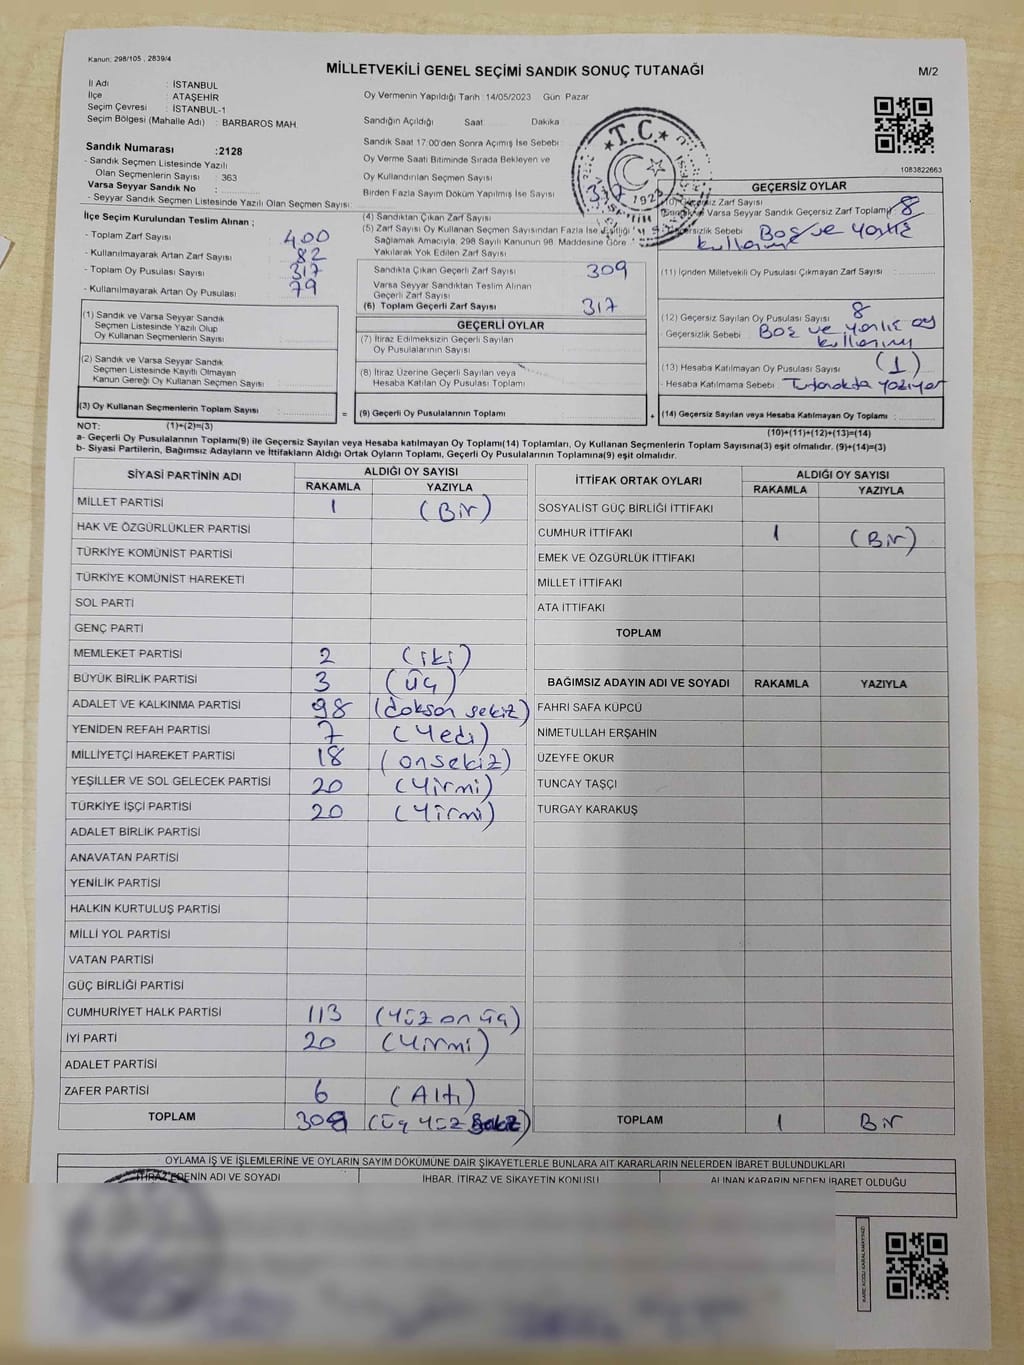 Kanun: 298/105 , 2839/4
MİLLETVEKİLİ GENEL SEÇİMİ SANDIK SONUÇ TUTANAĞI
M/2
İl Adı : İSTANBUL
İlçe : ATAŞEHİR
Seçim Çevresi : İSTANBUL-1
Seçim Bölgesi (Mahalle Adı) : BARBAROS MAH.
Sandık Numarası :2128
- Sandık Seçmen Listesinde Yazılı
Olan Seçmenlerin Sayısı : 363
Varsa Seyyar Sandık No :
- Seyyar Sandık Seçmen Listesinde Yazılı Olan Seçmen Sayısı:
Oy Vermenin Yapıldığı Tarih 14/05/2023 Gün Pazar
Sandığın Açıldığı Saat Dakika
Sandık Saat 17.00'den Sonra Açımış İse Sebebi
Oy Verme Saati Bitiminde Sırada Bekleyen ve
Oy Kullandırılan Seçmen Sayısı
Birden Fazla Sayım Döküm Yapılmış İse Sayısı
T.C.
1923
1083822663
İlçe Seçim Kurulundan Teslim Alınan ;
- Toplam Zarf Sayısı 400
- Kullanılmayarak Artan Zarf Sayısı 82
- Toplam Oy Pusulası Sayısı 317
- Kullanılmayarak Artan Oy Pusulası 79
(1) Sandık ve Varsa Seyyar Sandık
Seçmen Listesinde Yazılı Olup
Oy Kullanan Seçmenlerin Sayısı
(2) Sandık ve Varsa Seyyar Sandık
Seçmen Listesinde Kayıtlı Olmayan
Kanun Gereği Oy Kullanan Seçmen Sayısı
(3) Oy Kullanan Seçmenlerin Toplam Sayısı
(4) Sandıktan Çıkan Zarf Sayısı
(5) Zarf Sayısı Oy Kullanan Seçmen Sayısından Fazla İse Eşitliği
Sağlamak Amacıyla, 298 Sayılı Kanunun 98. Maddesine Göre
Yakılarak Yok Edilen Zarf Sayısı
Sandıkta Çıkan Geçerli Zarf Sayısı 309
Varsa Seyyar Sandıktan Teslim Alınan
Geçerli Zarf Sayısı
(6) Toplam Geçerli Zarf Sayısı 317
GEÇERLİ OYLAR
(7) İtiraz Edilmeksizin Geçerli Sayılan
Oy Pusulalarının Sayısı
(8) İtiraz Üzerine Geçerli Sayılan veya
Hesaba Katılan Oy Pusulası Toplamı
= (9) Geçerli Oy Pusulalarının Toplamı
GEÇERSİZ OYLAR
Geçersiz Zarf Sayısı
ve Varsa Seyyar Sandık Geçersiz Zarf Toplamı 8
Geçersizlik Sebebi Boş ve yanlış
kullanım
(11) İçinden Milletvekili Oy Pusulası Çıkmayan Zarf Sayısı :
(12) Geçersiz Sayılan Oy Pusulası Sayısı 8
Geçersizlik Sebebi Boş ve yanlış oy
kullanımı
(13) Hesaba Katılmayan Oy Pusulası Sayısı (1)
- Hesaba Katılmama Sebebi Tutanakta yazıyor
+ (14) Geçersiz Sayılan veya Hesaba Katılmayan Oy Toplamı :
NOT: (1)+(2)=(3)
(10)+(11)+(12)+(13)=(14)
a- Geçerli Oy Pusulalarının Toplamı(9) ile Geçersiz Sayılan veya Hesaba katılmayan Oy Toplamı(14) Toplamları, Oy Kullanan Seçmenlerin Toplam Sayısına(3) eşit olmalıdır. (9)+(14)=(3)
b- Siyasi Partilerin, Bağımsız Adayların ve İttifakların Aldığı Ortak Oyların Toplamı, Geçerli Oy Pusulalarının Toplamına(9) eşit olmalıdır.
SİYASİ PARTİNİN ADI ALDIĞI OY SAYISI
RAKAMLA YAZIYLA
MİLLET PARTİSİ 1 (Bir)
HAK VE ÖZGÜRLÜKLER PARTİSİ
TÜRKİYE KOMÜNİST PARTİSİ
TÜRKİYE KOMÜNİST HAREKETİ
SOL PARTİ
GENÇ PARTİ
MEMLEKET PARTİSİ 2 (iki)
BÜYÜK BİRLİK PARTİSİ 3 (üç)
ADALET VE KALKINMA PARTİSİ 98 (doksan sekiz)
YENİDEN REFAH PARTİSİ 7 (Yedi)
MİLLİYETÇİ HAREKET PARTİSİ 18 (onsekiz)
YEŞİLLER VE SOL GELECEK PARTİSİ 20 (Yirmi)
TÜRKİYE İŞÇİ PARTİSİ 20 (Yirmi)
ADALET BİRLİK PARTİSİ
ANAVATAN PARTİSİ
YENİLİK PARTİSİ
HALKIN KURTULUŞ PARTİSİ
MİLLİ YOL PARTİSİ
VATAN PARTİSİ
GÜÇ BİRLİĞİ PARTİSİ
CUMHURİYET HALK PARTİSİ 113 (Yüz on üç)
İYİ PARTİ 20 (Yirmi)
ADALET PARTİSİ
ZAFER PARTİSİ 6 (Altı)
TOPLAM (üç yüz sekiz)
İTTİFAK ORTAK OYLARI ALDIĞI OY SAYISI
RAKAMLA YAZIYLA
SOSYALİST GÜÇ BİRLİĞİ İTTİFAKI
CUMHUR İTTİFAKI 1 (Bir)
EMEK VE ÖZGÜRLÜK İTTİFAKI
MİLLET İTTİFAKI
ATA İTTİFAKI
TOPLAM
BAĞIMSIZ ADAYIN ADI VE SOYADI RAKAMLA YAZIYLA
FAHRİ SAFA KÜPCÜ
NİMETULLAH ERŞAHİN
ÜZEYFE OKUR
TUNCAY TAŞÇI
TURGAY KARAKUŞ
TOPLAM 1 Bir
OYLAMA İŞ VE İŞLEMLERİNE VE OYLARIN SAYIM DÖKÜMÜNE DAİR ŞİKAYETLERLE BUNLARA AİT KARARLARIN NELERDEN İBARET BULUNDUKLARI
İTİRAZ EDENİN ADI VE SOYADI İHBAR, İTİRAZ VE ŞİKAYETİN KONUSU ALINAN KARARIN NEDEN İBARET OLDUĞU
KARE KODU KARALAMAYINIZ!